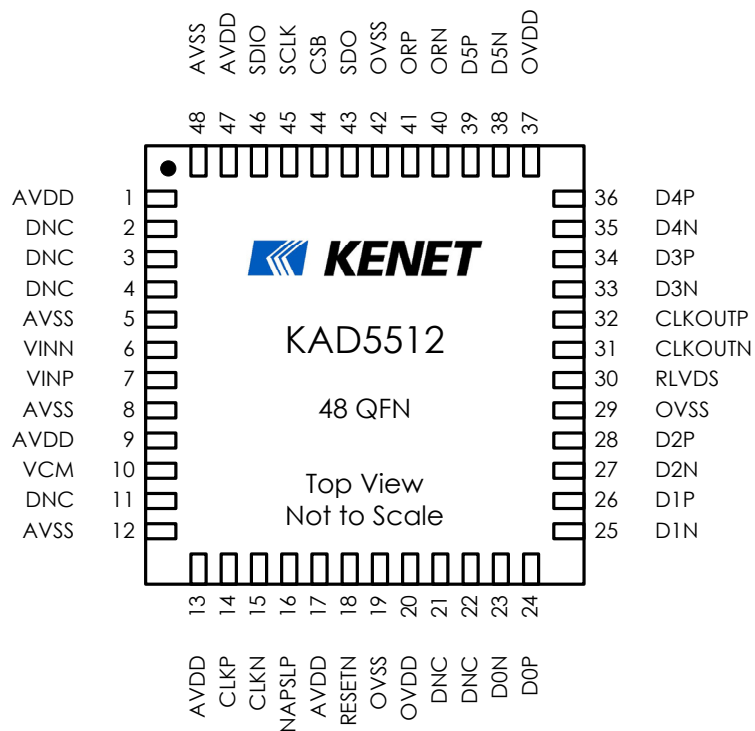 AVSS AVDD SDIO SCLK CSB SDO OVSS ORP ORN D5P D5N OVDD
48 47 46 45 44 43 42 41 40 39 38 37
AVDD 1 36 D4P
DNC 2 35 D4N
DNC 3 34 D3P
DNC 4 KENET 33 D3N
AVSS 5 32 CLKOUTP
VINN 6 KAD5512 31 CLKOUTN
VINP 7 30 RLVDS
AVSS 8 48 QFN 29 OVSS
AVDD 9 28 D2P
VCM 10 Top View 27 D2N
DNC 11 Not to Scale 26 D1P
AVSS 12 25 D1N
13 14 15 16 17 18 19 20 21 22 23 24
AVDD CLKP CLKN NAPSLP AVDD RESETN OVSS OVDD DNC DNC D0N D0P